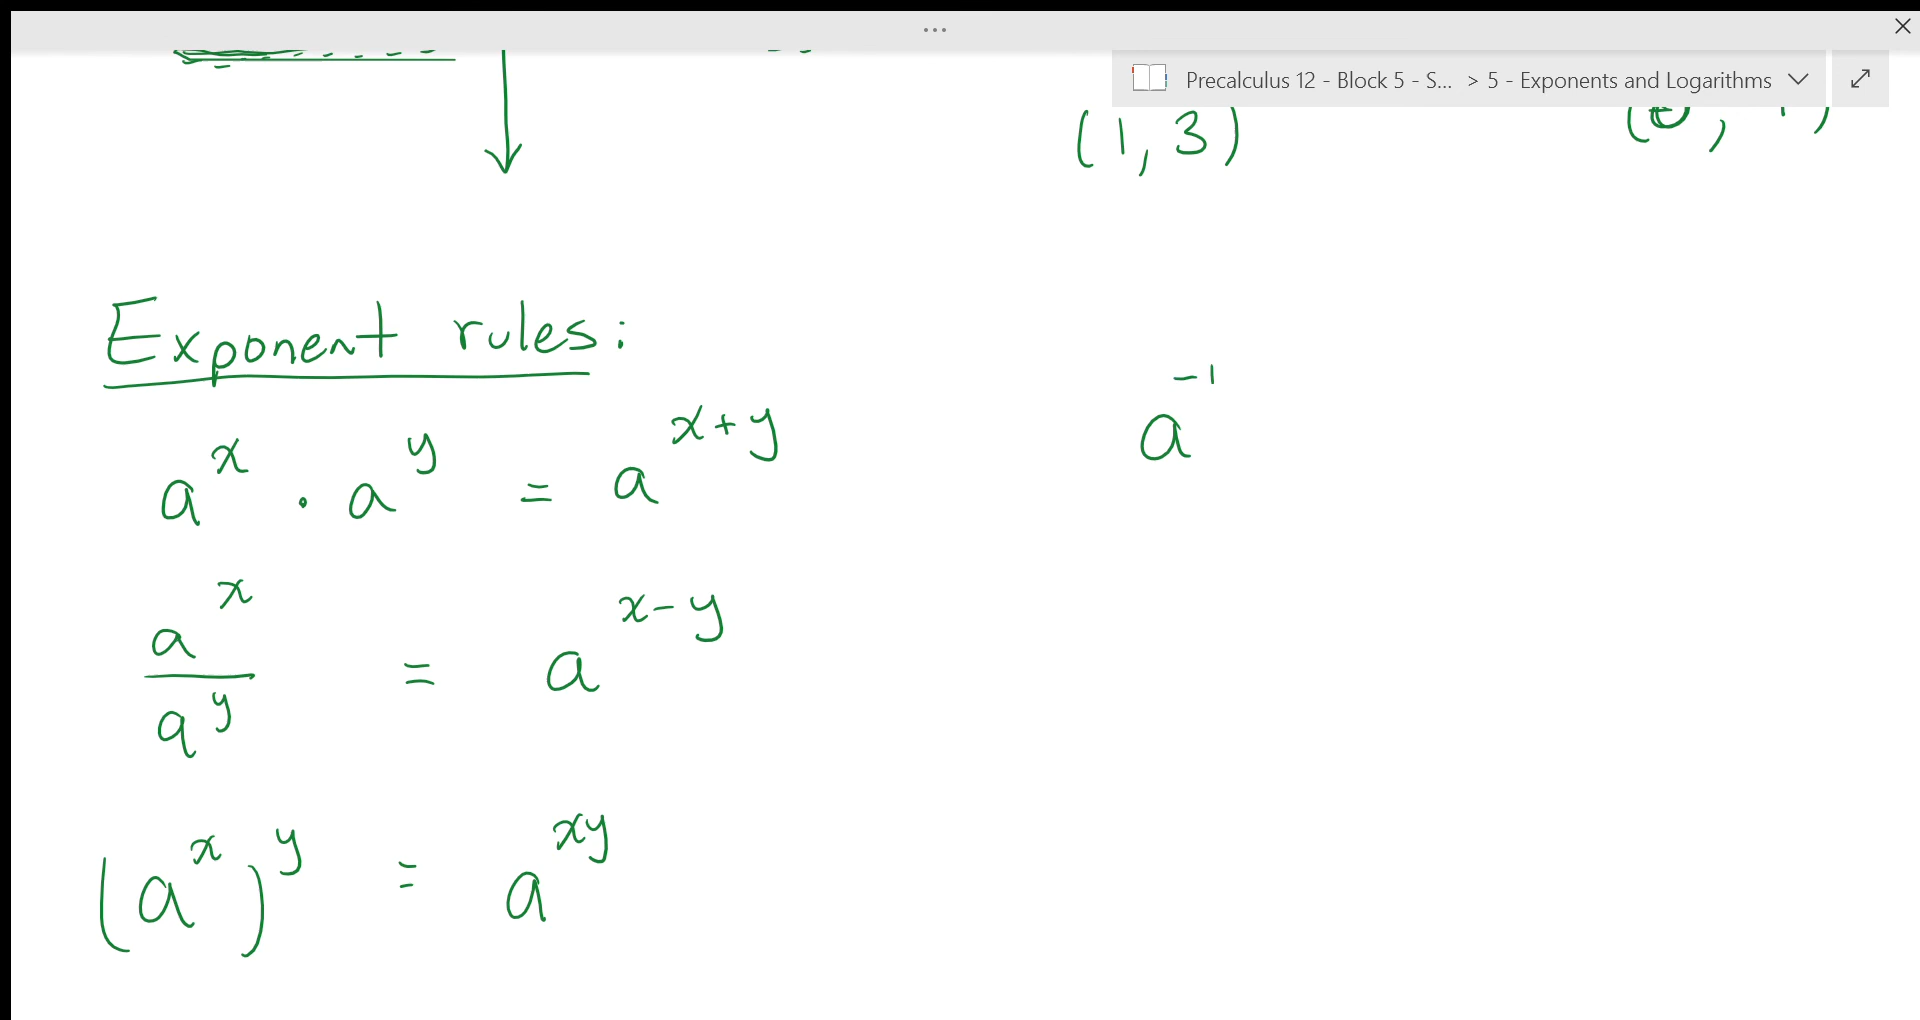 Precalculus 12 - Block 5 - S... > 5 - Exponents and Logarithms
(1, 3)
Exponent rules:
a^x · a^y = a^(x+y)
a^x / a^y = a^(x-y)
(a^x)^y = a^(xy)
a^-1